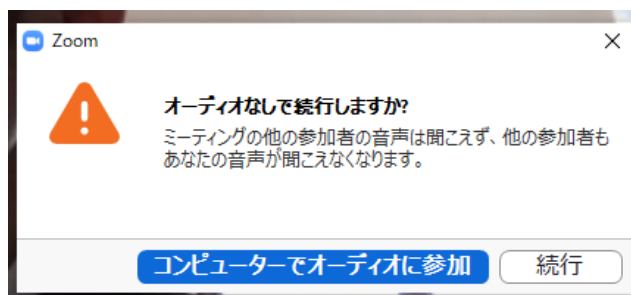 Zoom
オーディオなしで続行しますか?
ミーティングの他の参加者の音声は聞こえず、他の参加者も
あなたの音声が聞こえなくなります。
コンピューターでオーディオに参加
続行